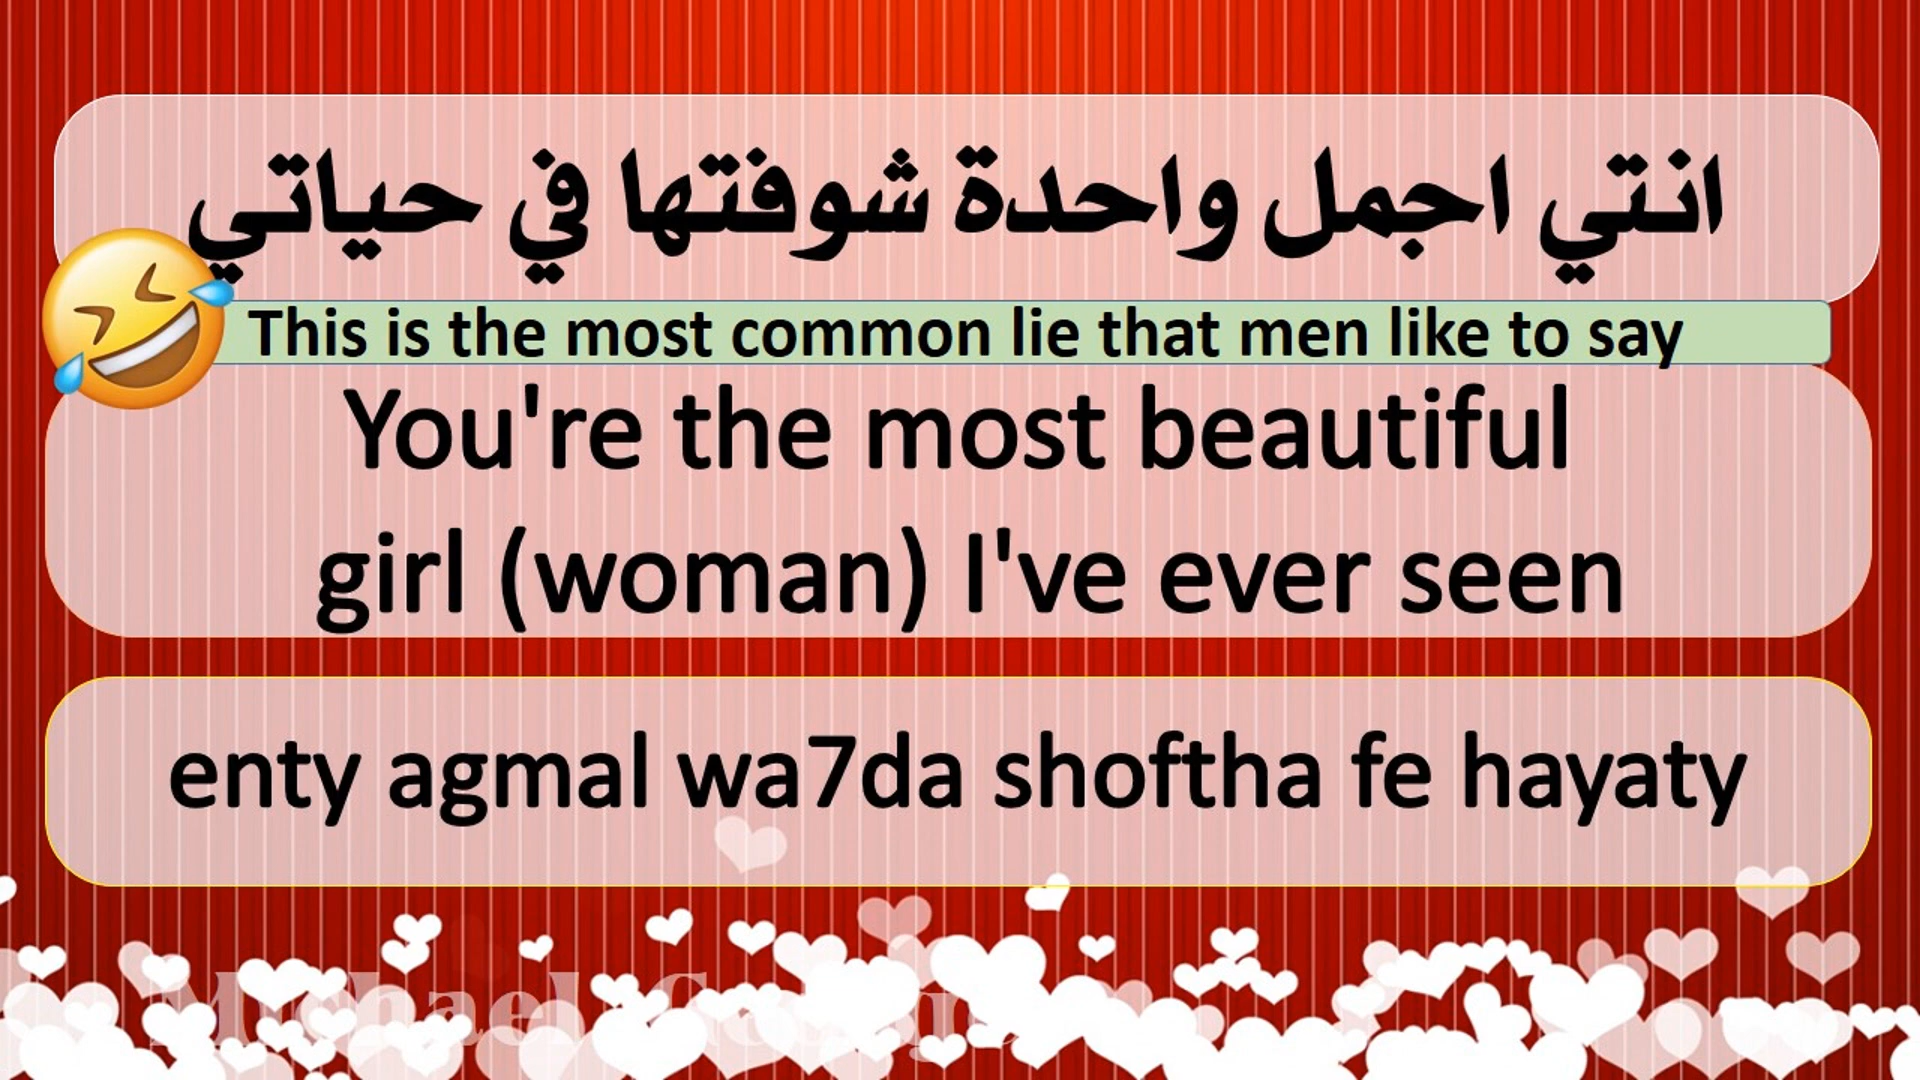 انتي اجمل واحدة شوفتها في حياتي
This is the most common lie that men like to say
You're the most beautiful
girl (woman) I've ever seen
enty agmal wa7da shoftha fe hayaty
Michael